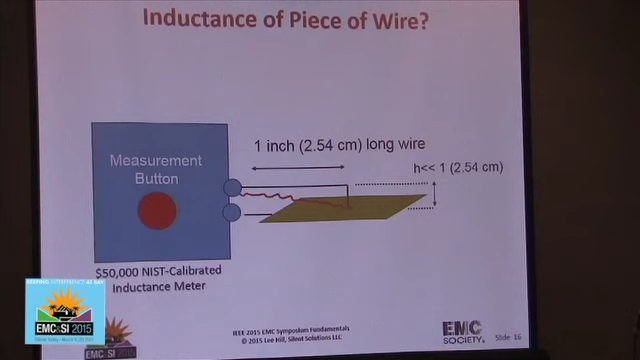 Inductance of Piece of Wire?
1 inch (2.54 cm) long wire
h<< 1 (2.54 cm)
Measurement
Button
$50,000 NIST-Calibrated
Inductance Meter
EMC&SI 2015
IEEE 2015 EMC Symposium Fundamentals
© 2015 Lee Hill, Silent Solutions LLC
EMC
SOCIETY
Slide 16